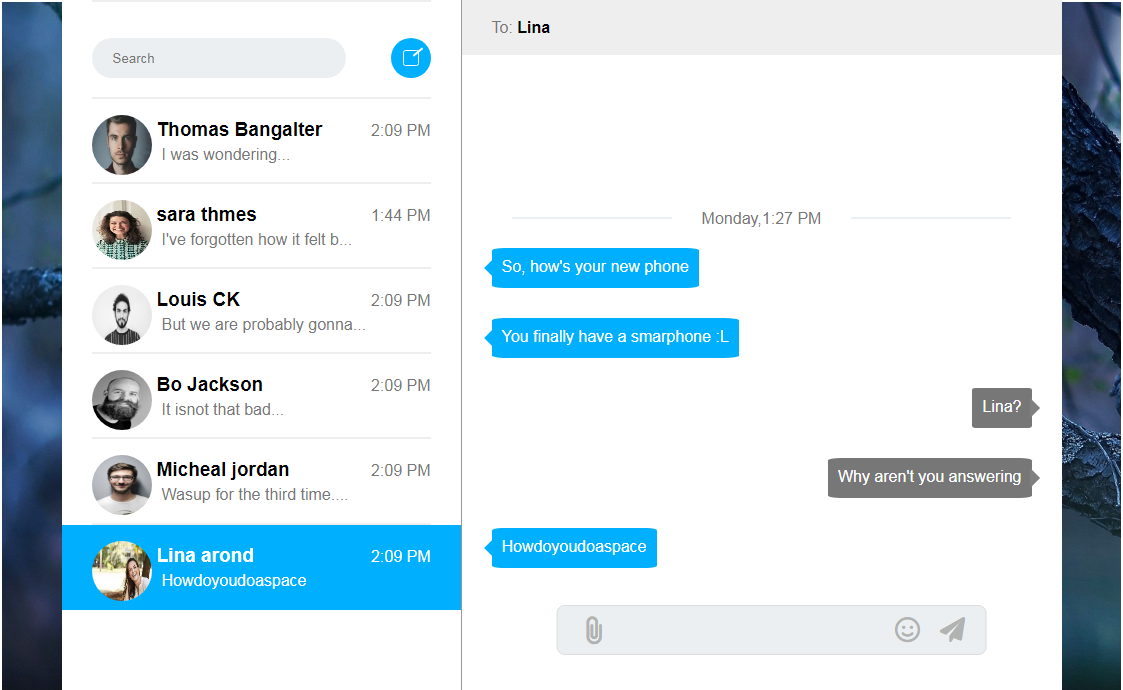 Search
Thomas Bangalter 2:09 PM
I was wondering...
sara thmes 1:44 PM
I've forgotten how it felt b...
Louis CK 2:09 PM
But we are probably gonna...
Bo Jackson 2:09 PM
It isnot that bad...
Micheal jordan 2:09 PM
Wasup for the third time....
Lina arond 2:09 PM
Howdoyoudoaspace
To: Lina
Monday,1:27 PM
So, how's your new phone
You finally have a smarphone :L
Lina?
Why aren't you answering
Howdoyoudoaspace